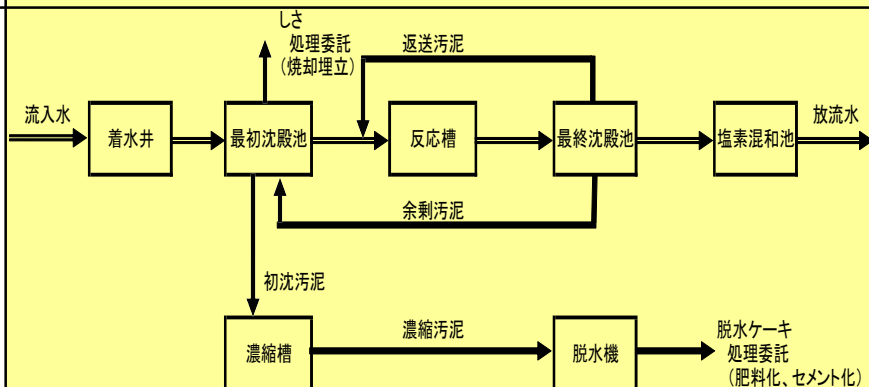 しさ
処理委託
(焼却埋立)
返送汚泥
流入水
着水井
最初沈殿池
反応槽
最終沈殿池
塩素混和池
放流水
余剰汚泥
初沈汚泥
濃縮槽
濃縮汚泥
脱水機
脱水ケーキ
処理委託
(肥料化、セメント化)